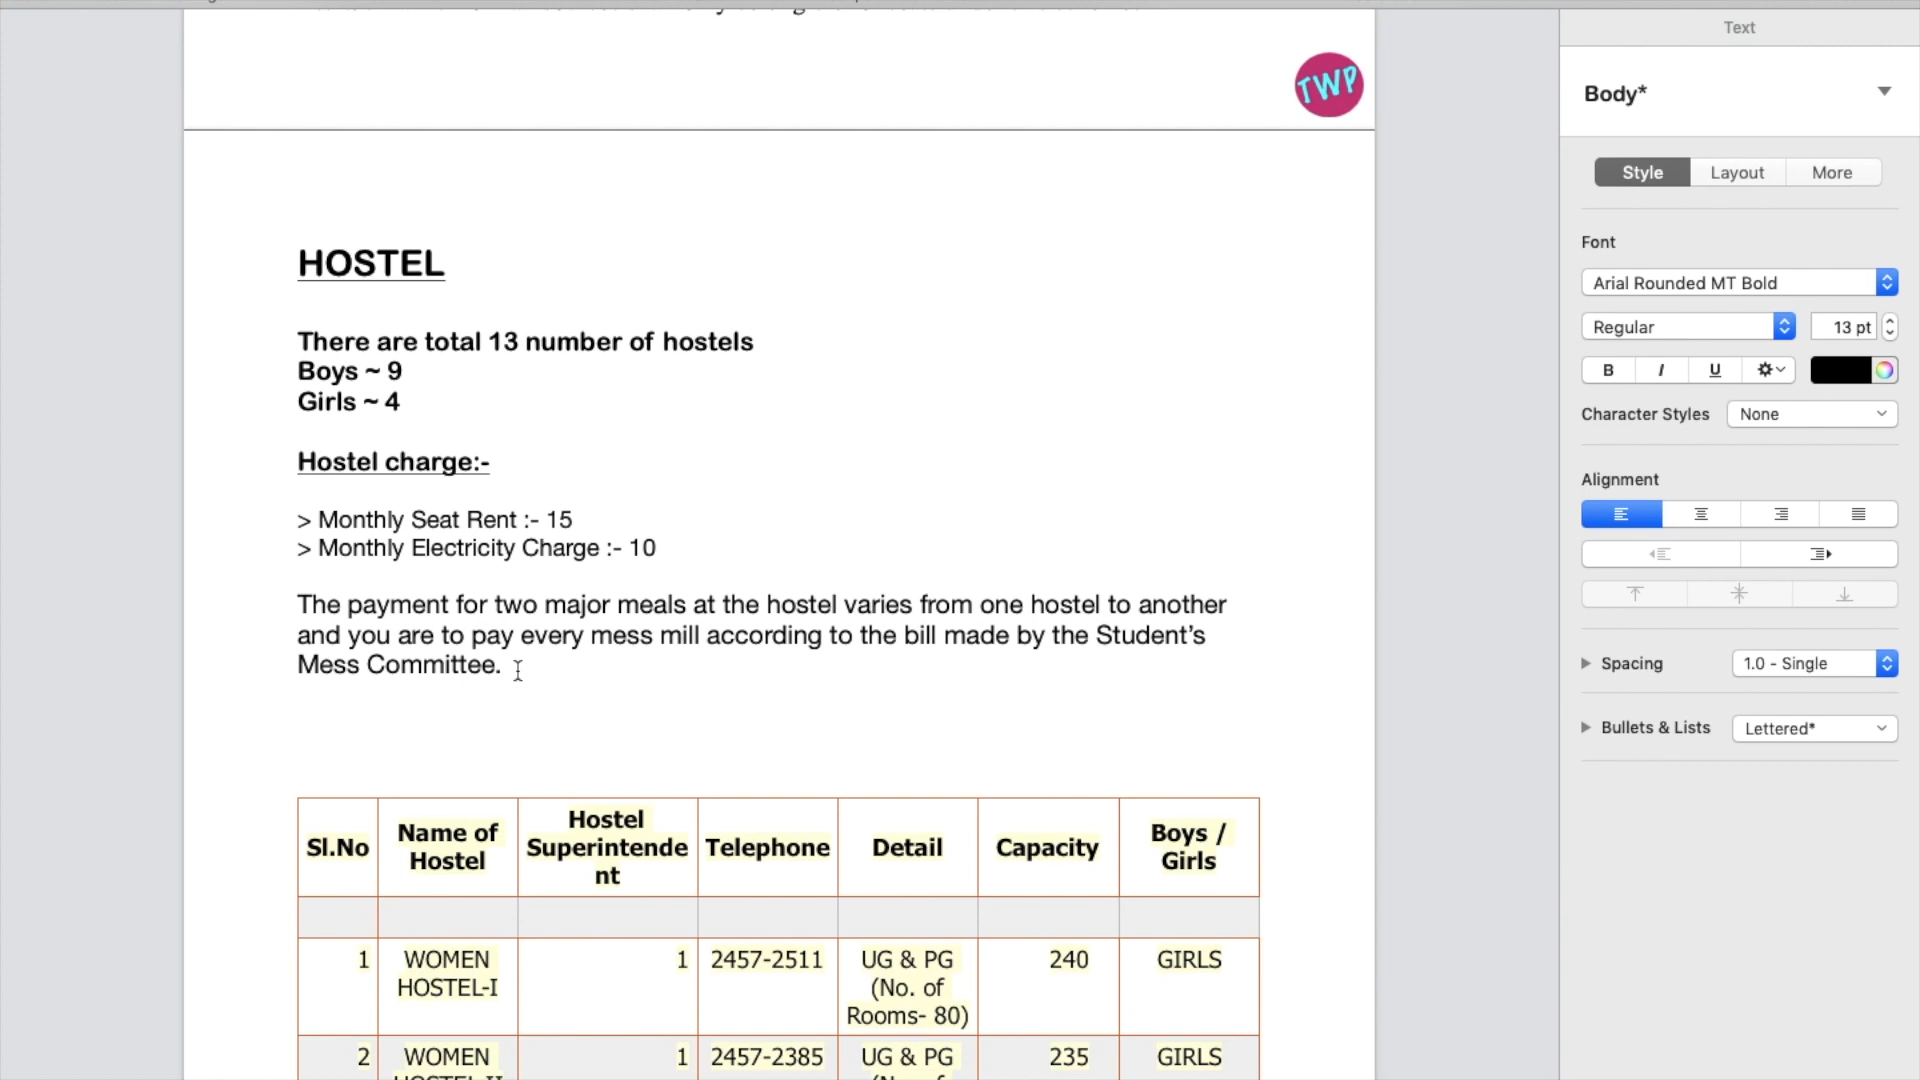 Text
TWP
Body*
Style Layout More
HOSTEL
Font
Arial Rounded MT Bold
There are total 13 number of hostels
Regular 13 pt
Boys ~ 9
B I U
Girls ~ 4
Character Styles None
Hostel charge:-
Alignment
> Monthly Seat Rent :- 15
> Monthly Electricity Charge :- 10
The payment for two major meals at the hostel varies from one hostel to another
and you are to pay every mess mill according to the bill made by the Student’s
Mess Committee.
Spacing 1.0 - Single
Bullets & Lists Lettered*
Sl.No Name of Hostel Hostel Superintende nt Telephone Detail Capacity Boys / Girls
1 WOMEN HOSTEL-I 1 2457-2511 UG & PG (No. of Rooms- 80) 240 GIRLS
2 WOMEN 1 2457-2385 UG & PG 235 GIRLS